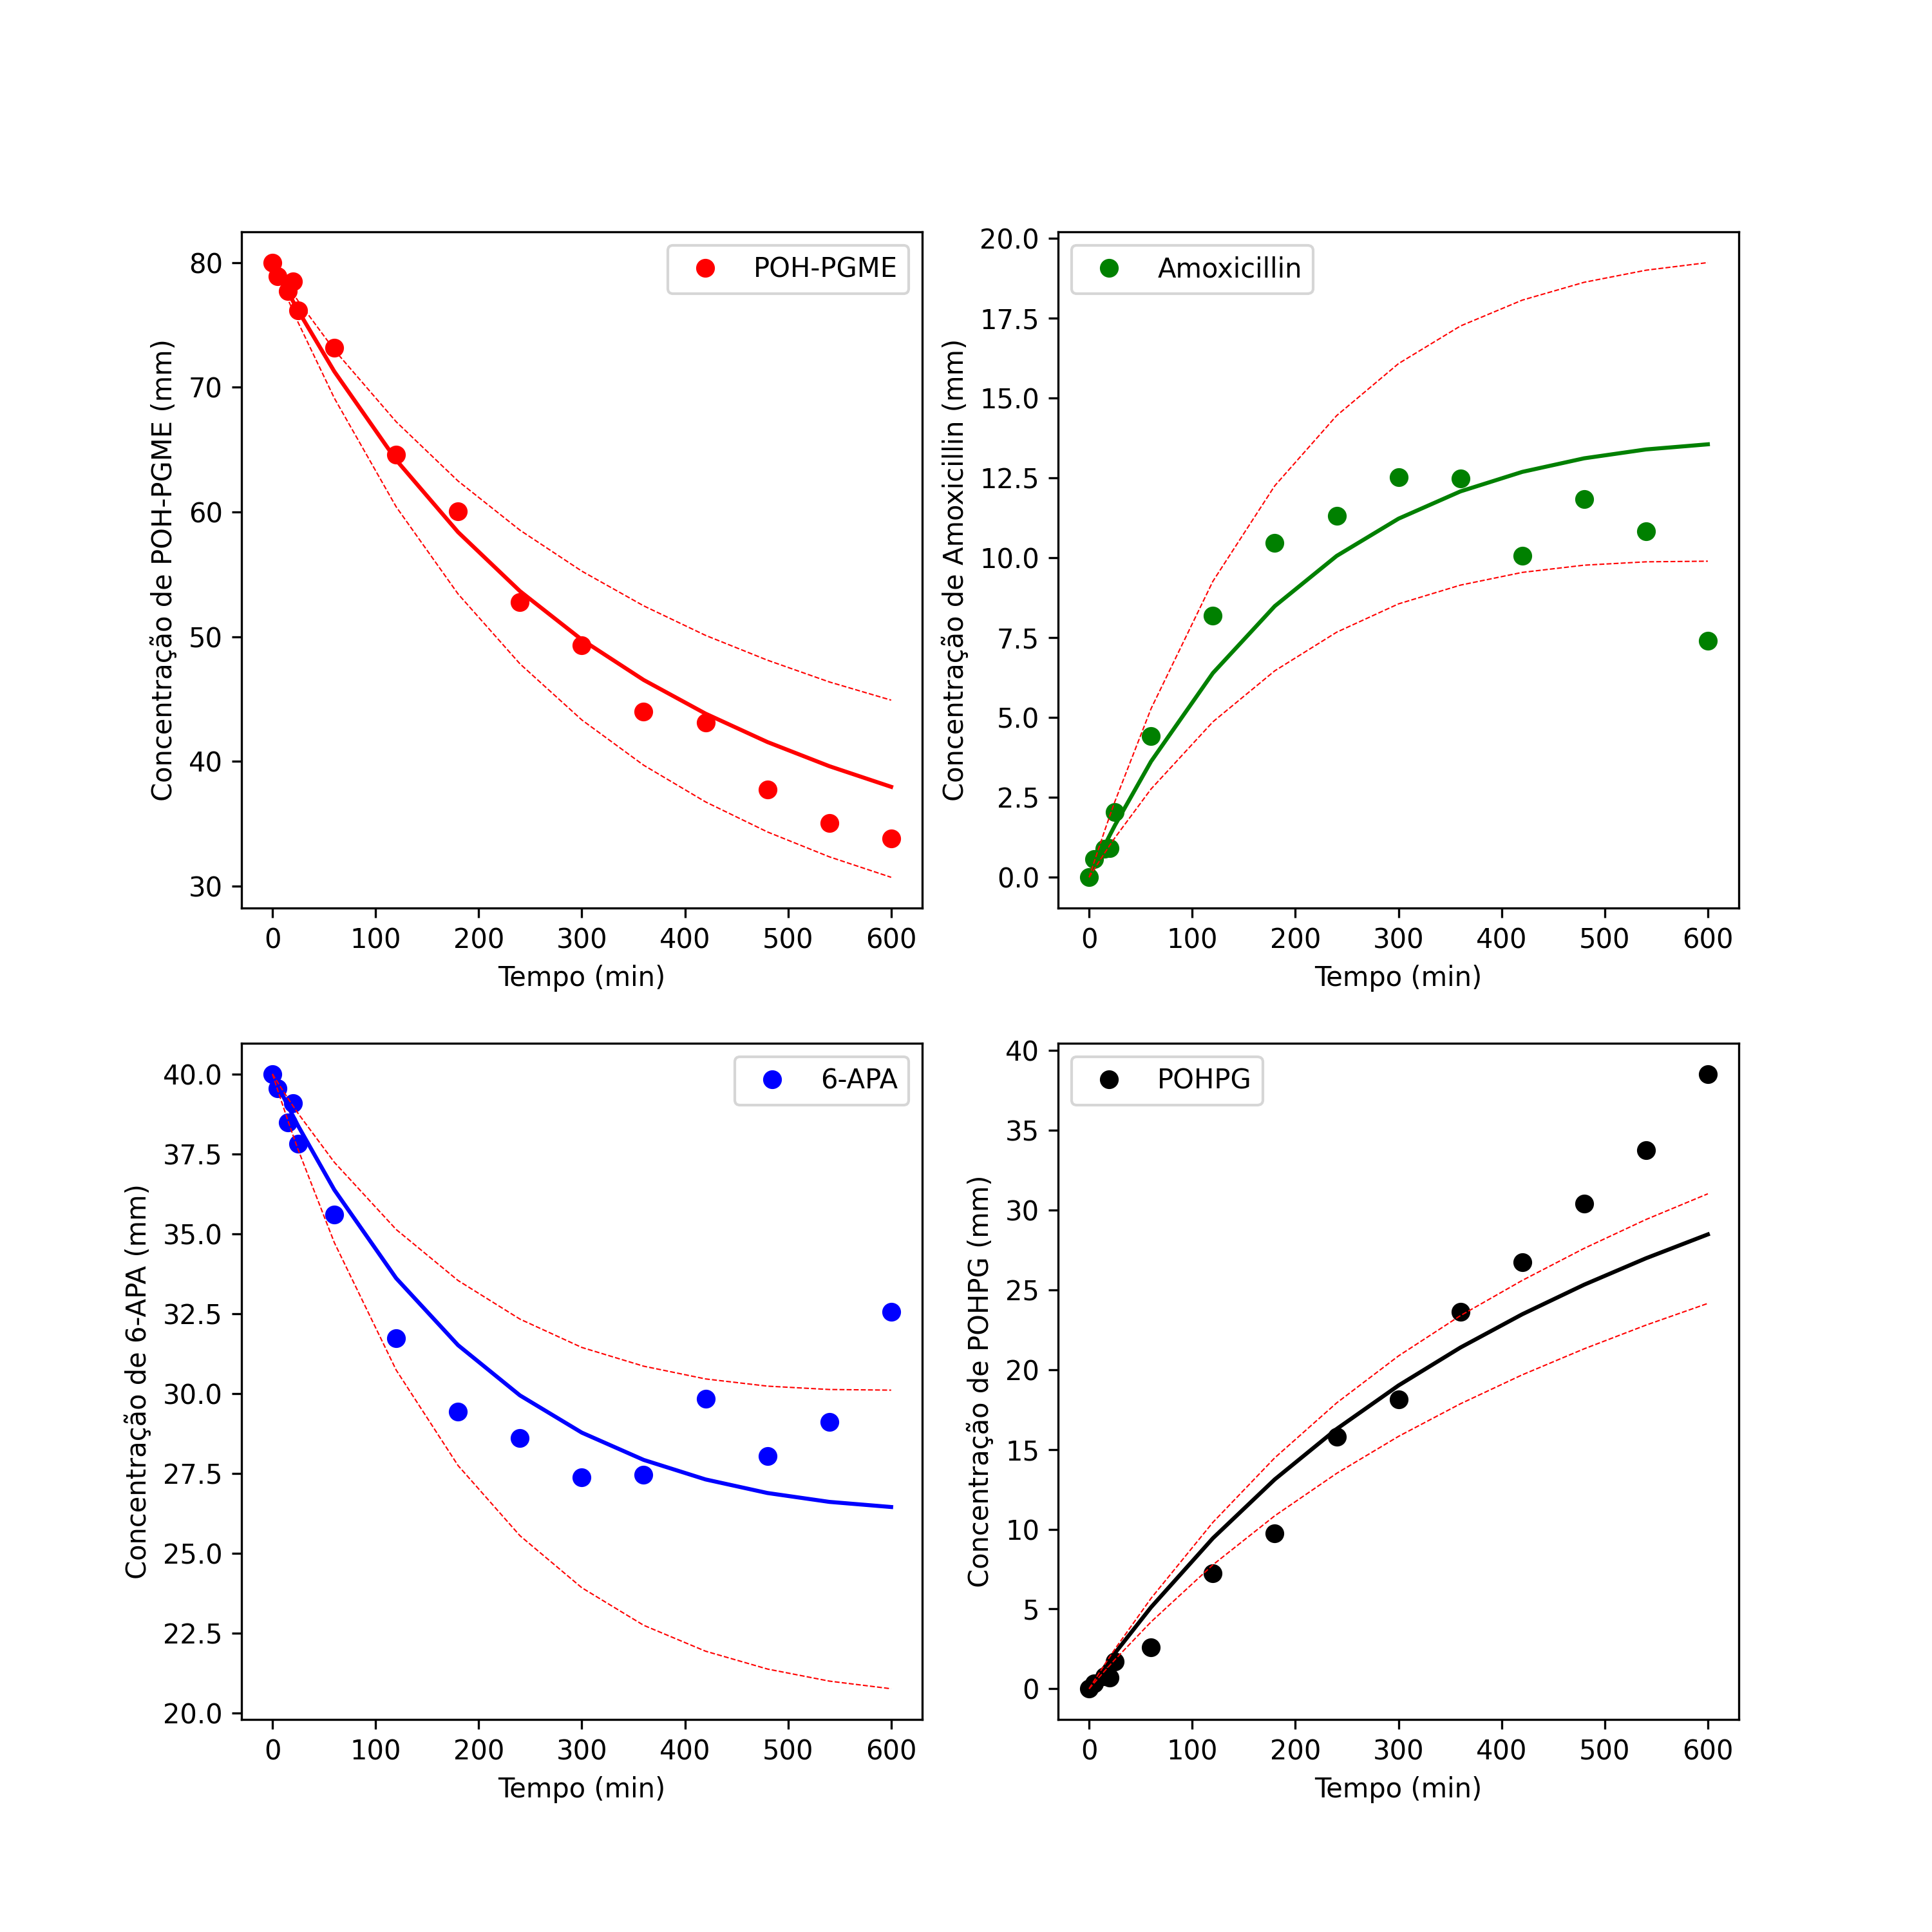 POH-PGME
80
70
60
50
40
30
Concentração de POH-PGME (mm)
0 100 200 300 400 500 600
Tempo (min)
Amoxicillin
20.0
17.5
15.0
12.5
10.0
7.5
5.0
2.5
0.0
Concentração de Amoxicillin (mm)
0 100 200 300 400 500 600
Tempo (min)
6-APA
40.0
37.5
35.0
32.5
30.0
27.5
25.0
22.5
20.0
Concentração de 6-APA (mm)
0 100 200 300 400 500 600
Tempo (min)
POHPG
40
35
30
25
20
15
10
5
0
Concentração de POHPG (mm)
0 100 200 300 400 500 600
Tempo (min)